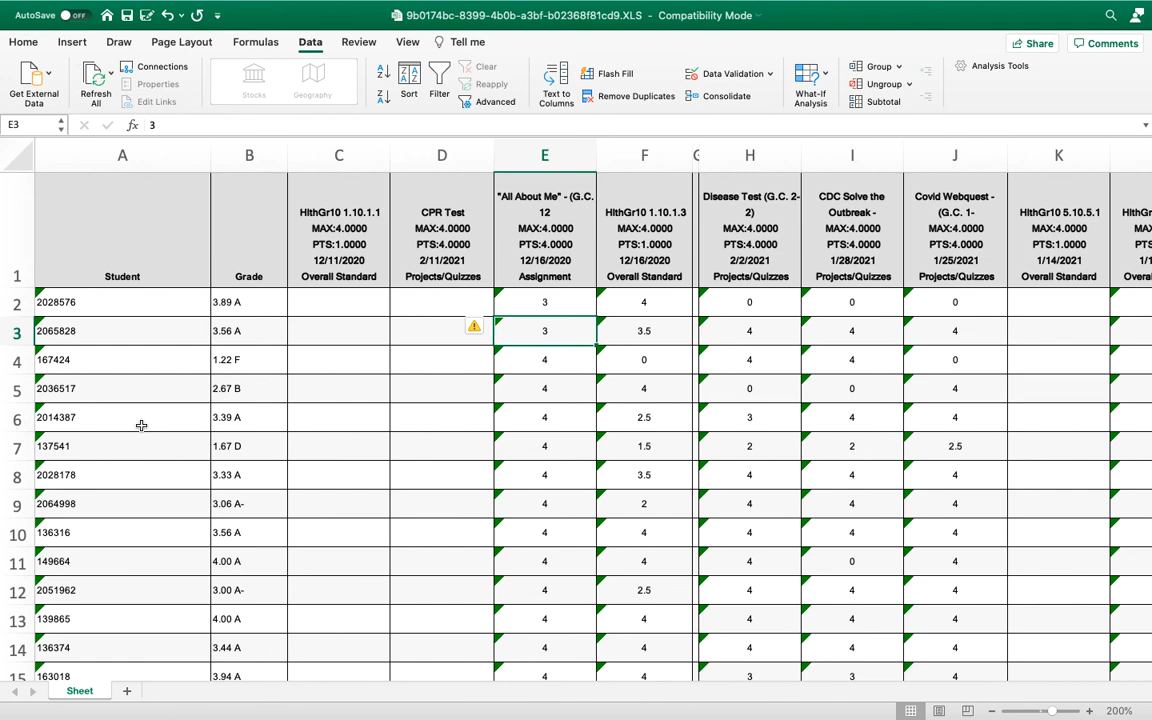 AutoSave OFF 9b0174bc-8399-4b0b-a3bf-b02368f81cd9.XLS - Compatibility Mode
Home Insert Draw Page Layout Formulas Data Review View Tell me Share Comments
Get External Data Refresh All Connections Properties Edit Links Stocks Geography Sort Filter Clear Reapply Advanced Text to Columns Flash Fill Remove Duplicates Data Validation Consolidate What-If Analysis Group Ungroup Subtotal Analysis Tools
E3 fx 3
A B C D E F G H I J K
1 Student Grade HlthGr10 1.10.1.1 MAX:4.0000 PTS:1.0000 12/11/2020 Overall Standard CPR Test MAX:4.0000 PTS:4.0000 2/11/2021 Projects/Quizzes "All About Me" - (G.C. 12 MAX:4.0000 PTS:4.0000 12/16/2020 Assignment HlthGr10 1.10.1.3 MAX:4.0000 PTS:1.0000 12/16/2020 Overall Standard Disease Test (G.C. 2-2) MAX:4.0000 PTS:4.0000 2/2/2021 Projects/Quizzes CDC Solve the Outbreak - MAX:4.0000 PTS:4.0000 1/28/2021 Projects/Quizzes Covid Webquest - (G.C. 1- MAX:4.0000 PTS:4.0000 1/25/2021 Projects/Quizzes HlthGr10 5.10.5.1 MAX:4.0000 PTS:1.0000 1/14/2021 Overall Standard
2 2028576 3.89 A 3 4 0 0 0
3 2065828 3.56 A 3 3.5 4 4 4
4 167424 1.22 F 4 0 4 4 0
5 2036517 2.67 B 4 4 0 0 4
6 2014387 3.39 A 4 2.5 3 4 4
7 137541 1.67 D 4 1.5 2 2 2.5
8 2028178 3.33 A 4 3.5 4 4 4
9 2064998 3.06 A- 4 2 4 4 4
10 136316 3.56 A 4 4 4 4 4
11 149664 4.00 A 4 4 4 0 4
12 2051962 3.00 A- 4 2.5 4 4 4
13 139865 4.00 A 4 4 4 4 4
14 136374 3.44 A 4 4 4 4 4
15 163018 3.94 A 4 4 3 3 4
Sheet
200%